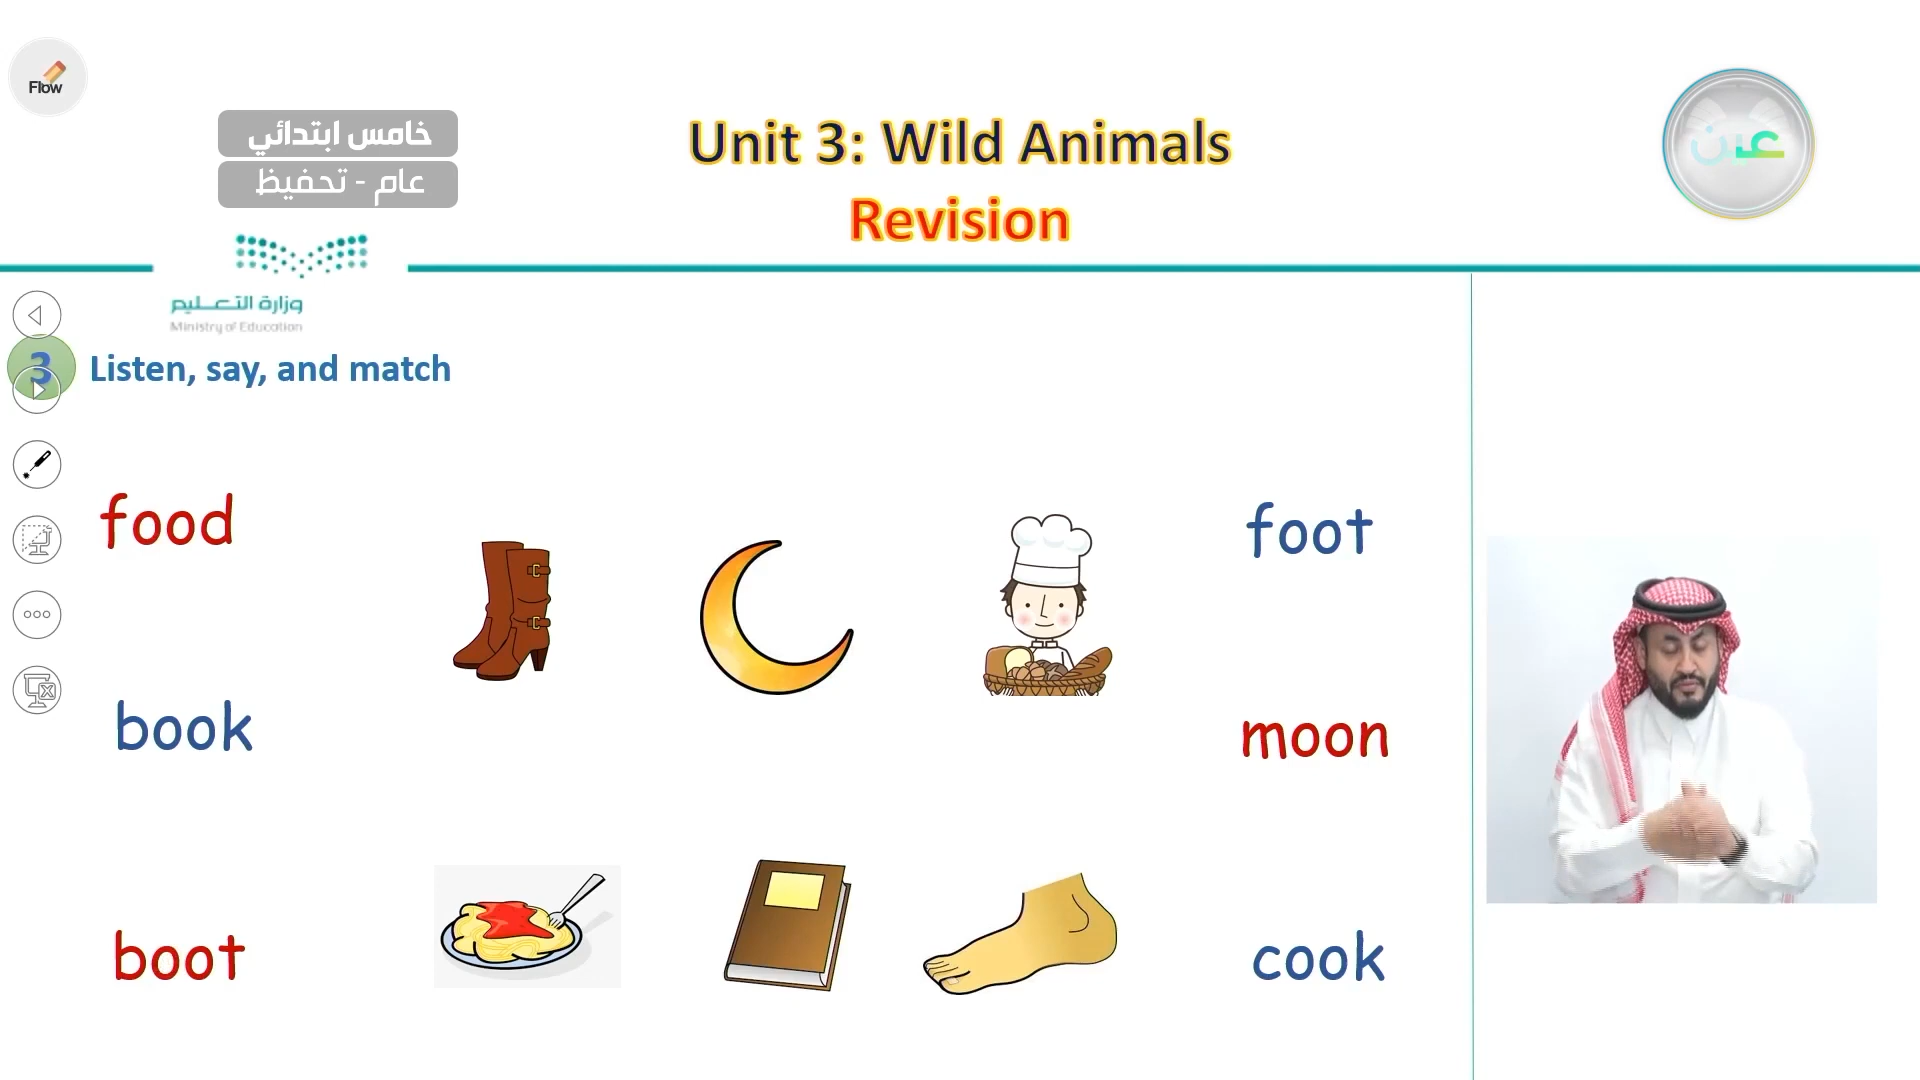 Flow
خامس ابتدائي
عام - تحفيظ
Unit 3: Wild Animals
Revision
عين
وزارة التعليم
Ministry of Education
3 Listen, say, and match
food
foot
book
moon
boot
cook